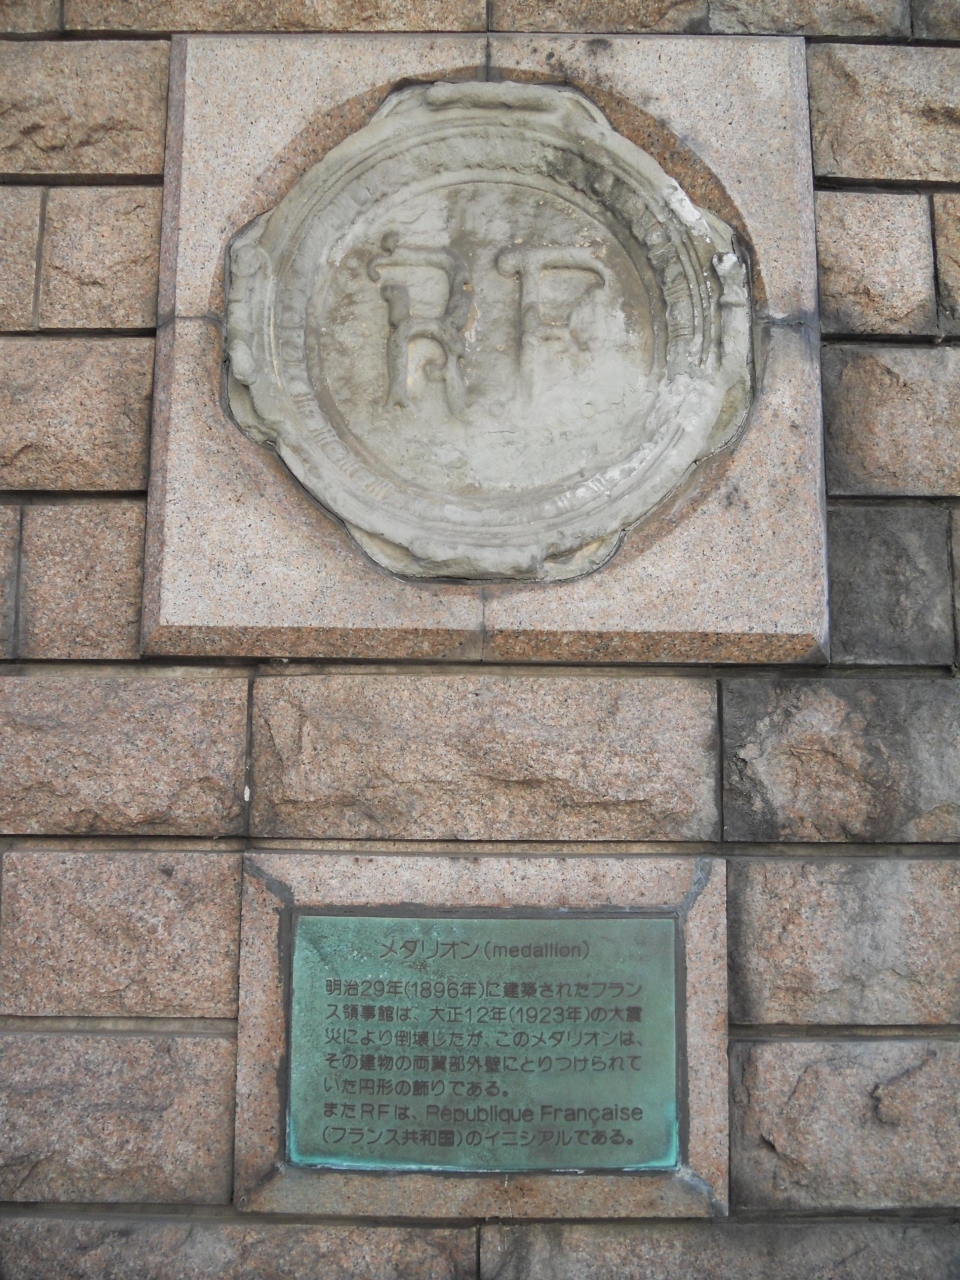 RF
メダリオン(medallion)
明治29年(1896年)に建築されたフラン
ス領事館は、大正12年(1923年)の大震
災により倒壊したが、このメダリオンは、
その建物の両翼部外壁にとりつけられて
いた円形の飾りである。
またRFは、République Française
(フランス共和国)のイニシアルである。